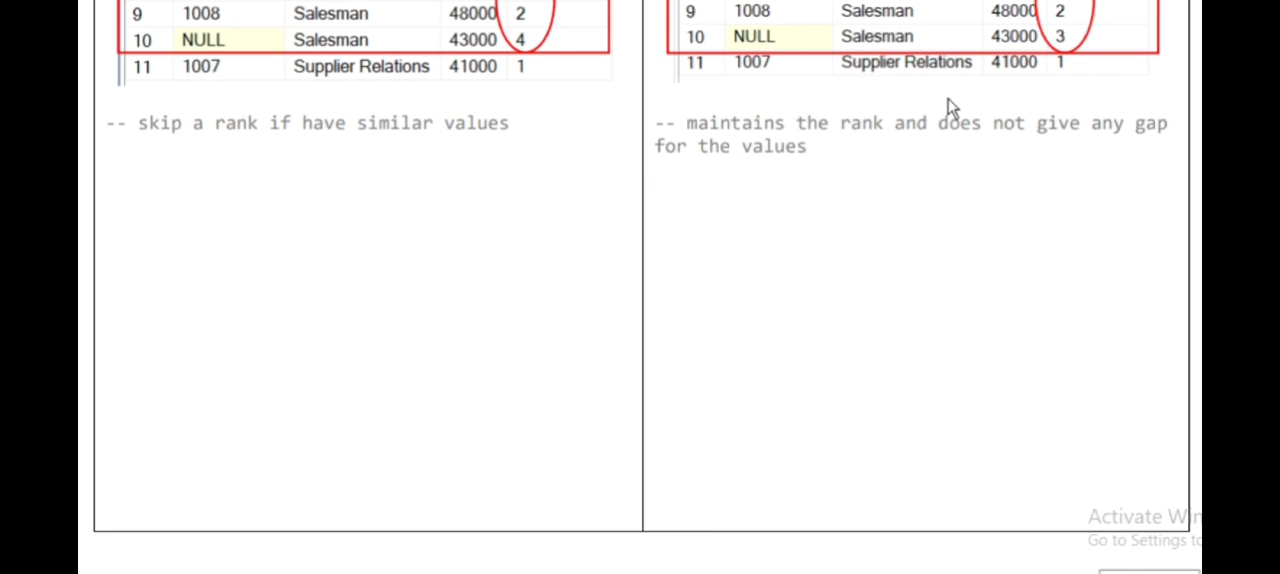 9 1008 Salesman 48000 2
10 NULL Salesman 43000 4
11 1007 Supplier Relations 41000 1
-- skip a rank if have similar values
9 1008 Salesman 48000 2
10 NULL Salesman 43000 3
11 1007 Supplier Relations 41000 1
-- maintains the rank and does not give any gap
for the values
Activate Win
Go to Settings to